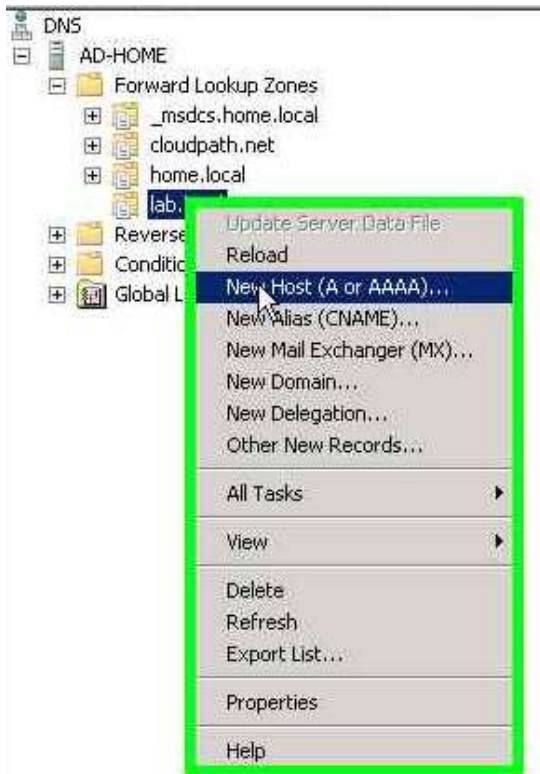 DNS
AD-HOME
Forward Lookup Zones
_msdcs.home.local
cloudpath.net
home.local
lab.
Reverse
Conditic
Global L
Update Server Data File
Reload
New Host (A or AAAA)...
New Alias (CNAME)...
New Mail Exchanger (MX)...
New Domain...
New Delegation...
Other New Records...
All Tasks
View
Delete
Refresh
Export List...
Properties
Help